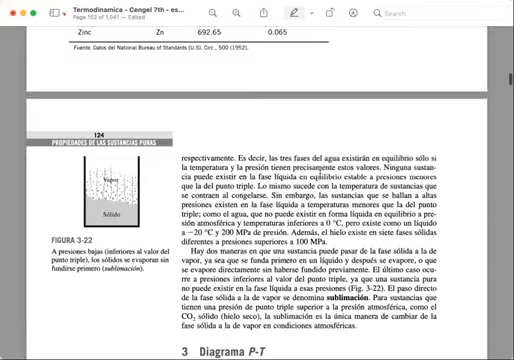 Termodinamica - Cengel 7th - es...
Page 152 of 1,041 — Edited
Search
Zinc Zn 692.65 0.065
Fuente: Datos del National Bureau of Standards (U.S). Circ., 500 (1952).
124
PROPIEDADES DE LAS SUSTANCIAS PURAS
Vapor
Sólido
FIGURA 3-22
A presiones bajas (inferiores al valor del
punto triple), los sólidos se evaporan sin
fundirse primero (sublimación).
respectivamente. Es decir, las tres fases del agua existirán en equilibrio sólo si
la temperatura y la presión tienen precisamente estos valores. Ninguna sustan-
cia puede existir en la fase líquida en equilibrio estable a presiones menores
que la del punto triple. Lo mismo sucede con la temperatura de sustancias que
se contraen al congelarse. Sin embargo, las sustancias que se hallan a altas
presiones existen en la fase líquida a temperaturas menores que la del punto
triple; como el agua, que no puede existir en forma líquida en equilibrio a pre-
sión atmosférica y temperaturas inferiores a 0 °C, pero existe como un líquido
a −20 °C y 200 MPa de presión. Además, el hielo existe en siete fases sólidas
diferentes a presiones superiores a 100 MPa.
Hay dos maneras en que una sustancia puede pasar de la fase sólida a la de
vapor, ya sea que se funda primero en un líquido y después se evapore, o que
se evapore directamente sin haberse fundido previamente. El último caso ocu-
rre a presiones inferiores al valor del punto triple, ya que una sustancia pura
no puede existir en la fase líquida a esas presiones (Fig. 3-22). El paso directo
de la fase sólida a la de vapor se denomina sublimación. Para sustancias que
tienen una presión de punto triple superior a la presión atmosférica, como el
CO2 sólido (hielo seco), la sublimación es la única manera de cambiar de la
fase sólida a la de vapor en condiciones atmosféricas.
3 Diagrama P-T